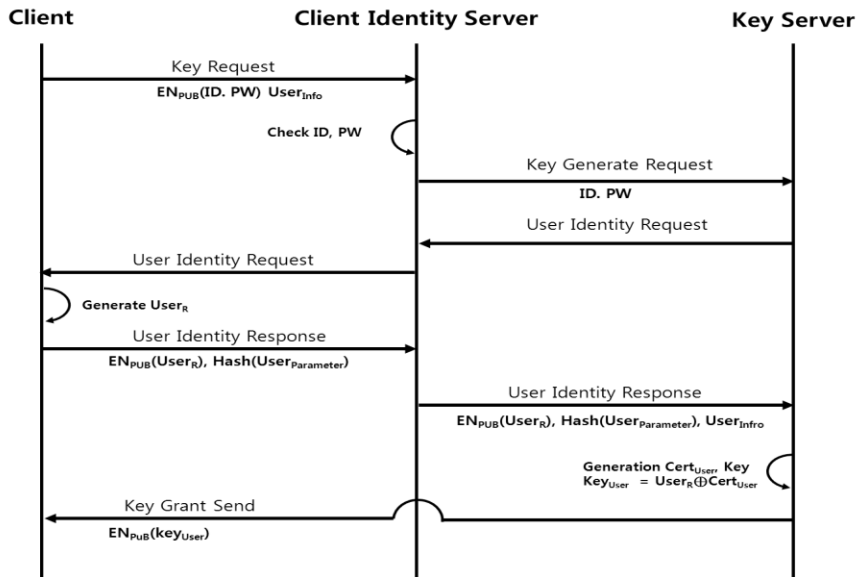 Client
Client Identity Server
Key Server
Key Request
EN_PUB(ID. PW) User_Info
Check ID, PW
Key Generate Request
ID. PW
User Identity Request
User Identity Request
Generate User_R
User Identity Response
EN_PUB(User_R), Hash(User_Parameter)
User Identity Response
EN_PUB(User_R), Hash(User_Parameter), User_Infro
Generation Cert_User, Key
Key_User = User_R⊕Cert_User
Key Grant Send
EN_PuB(key_User)